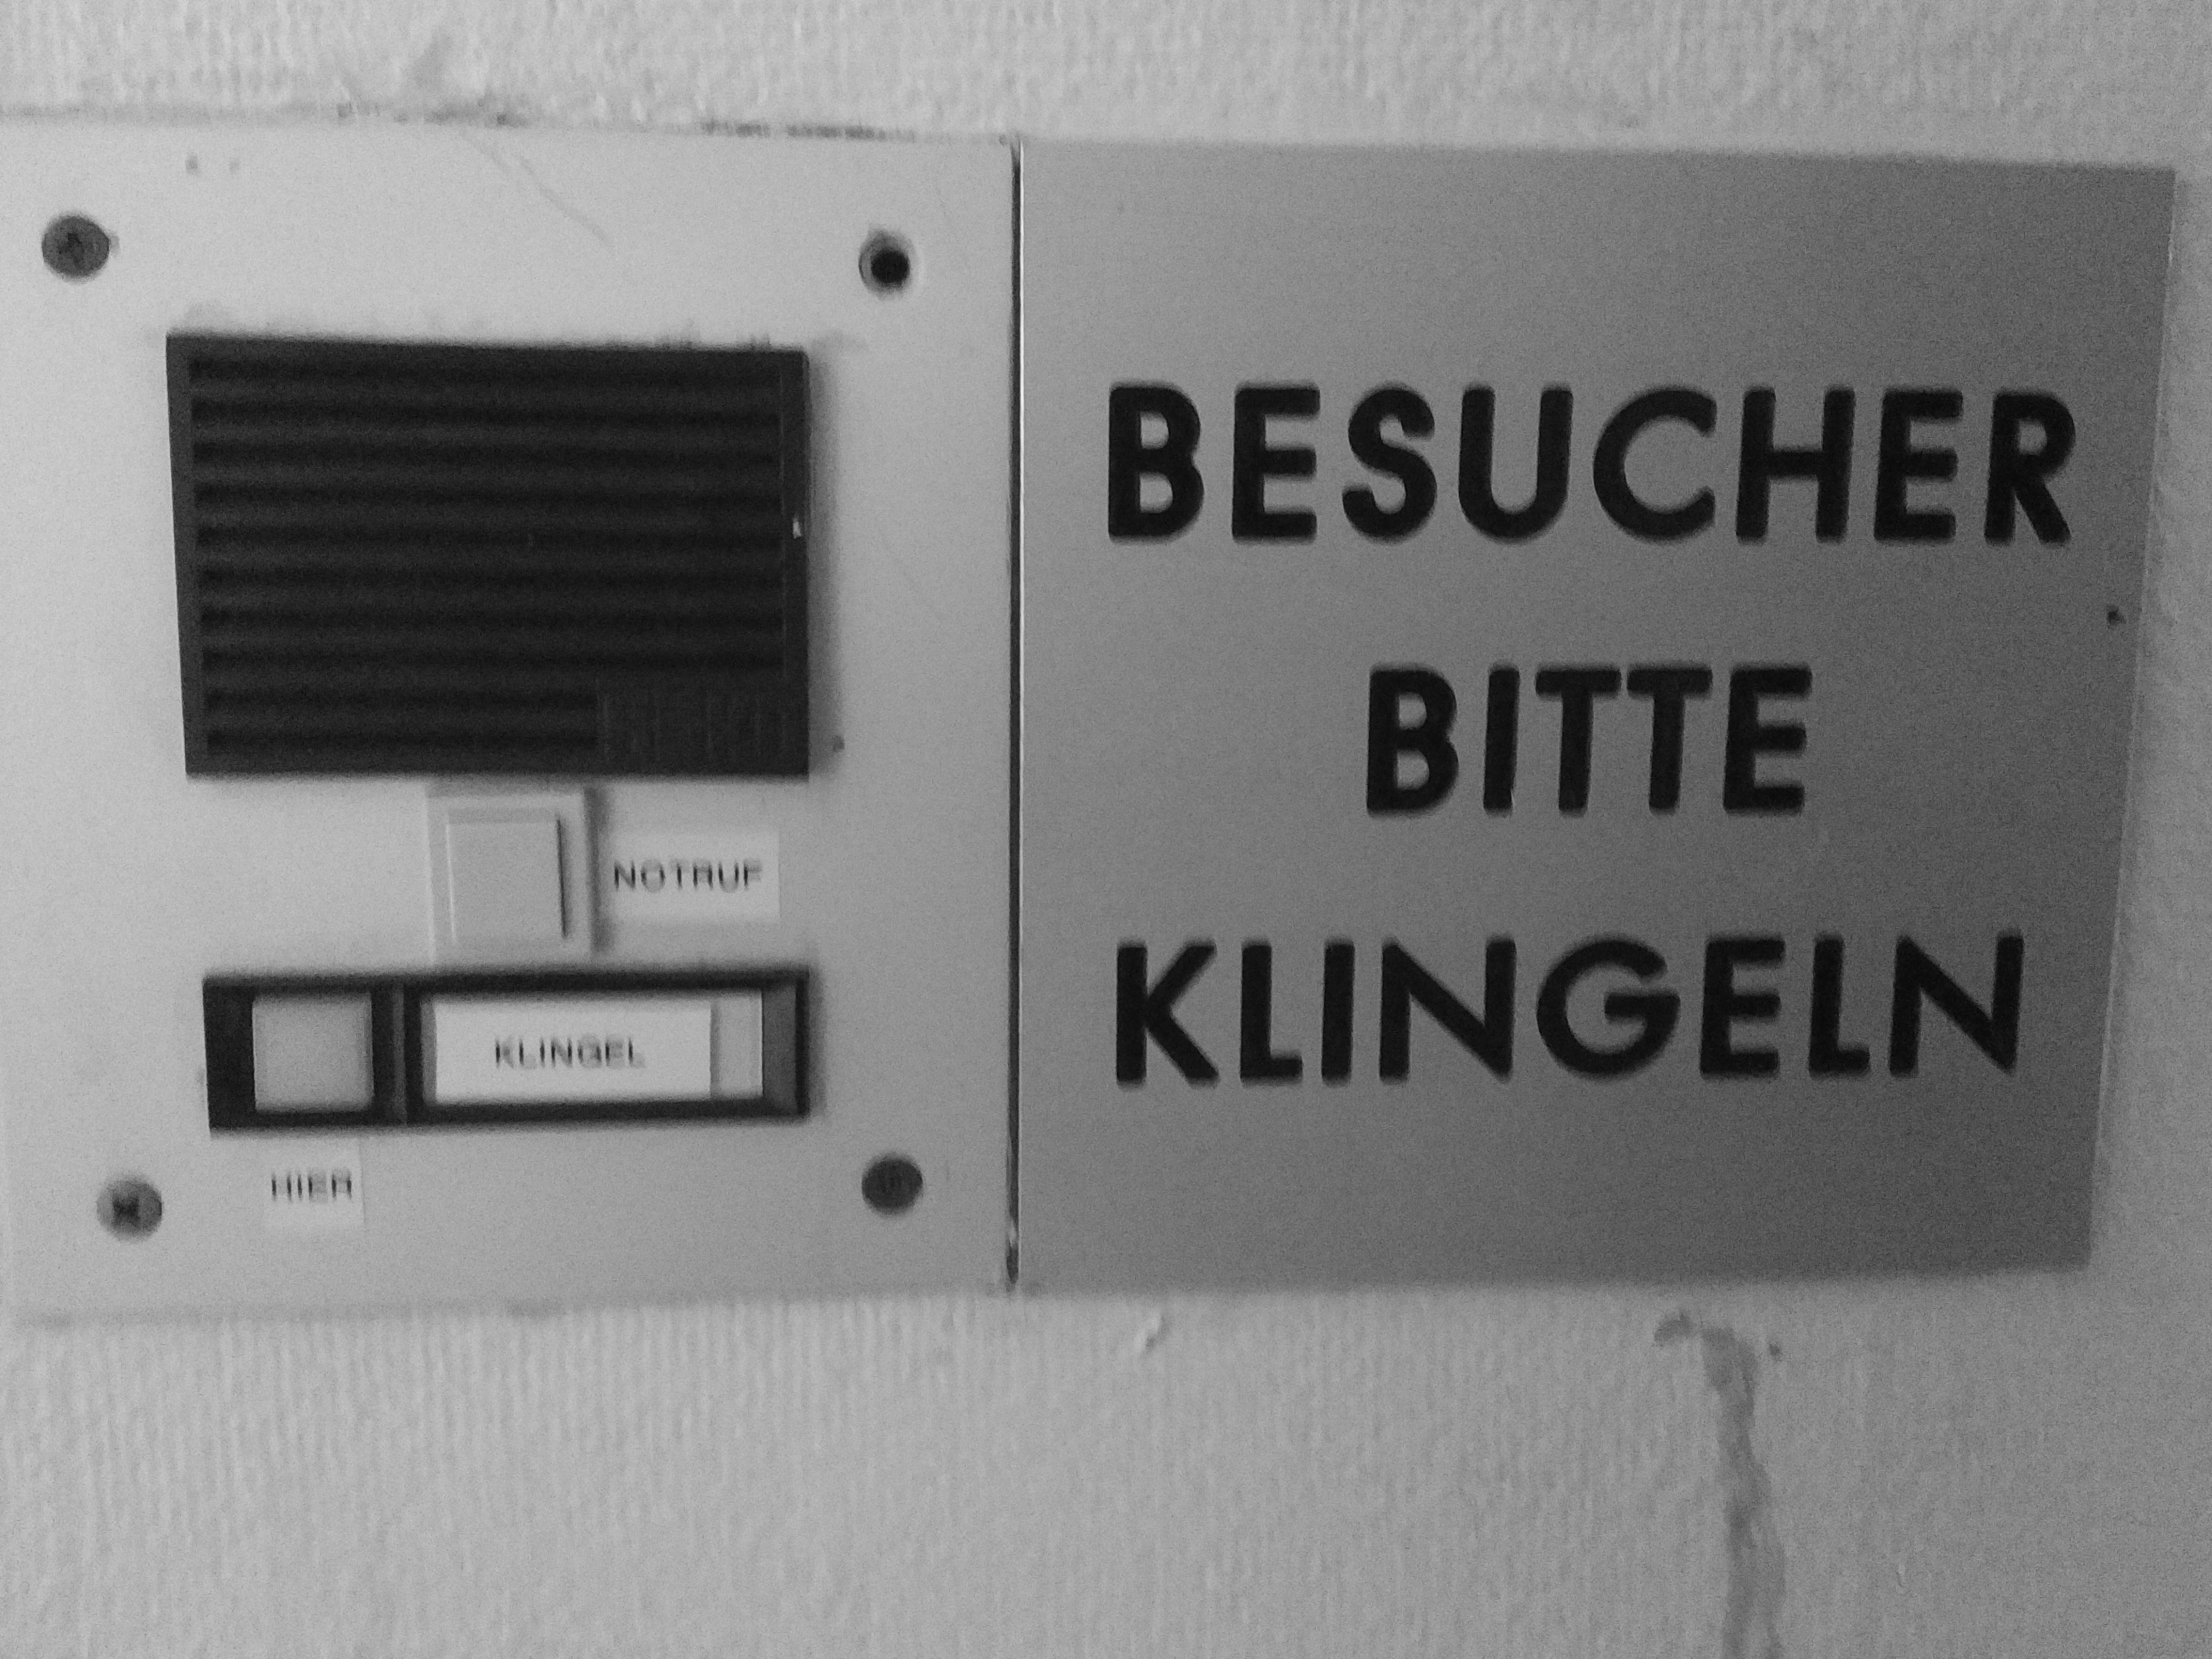 BESUCHER
BITTE
KLINGELN
NOTRUF
KLINGEL
HIER